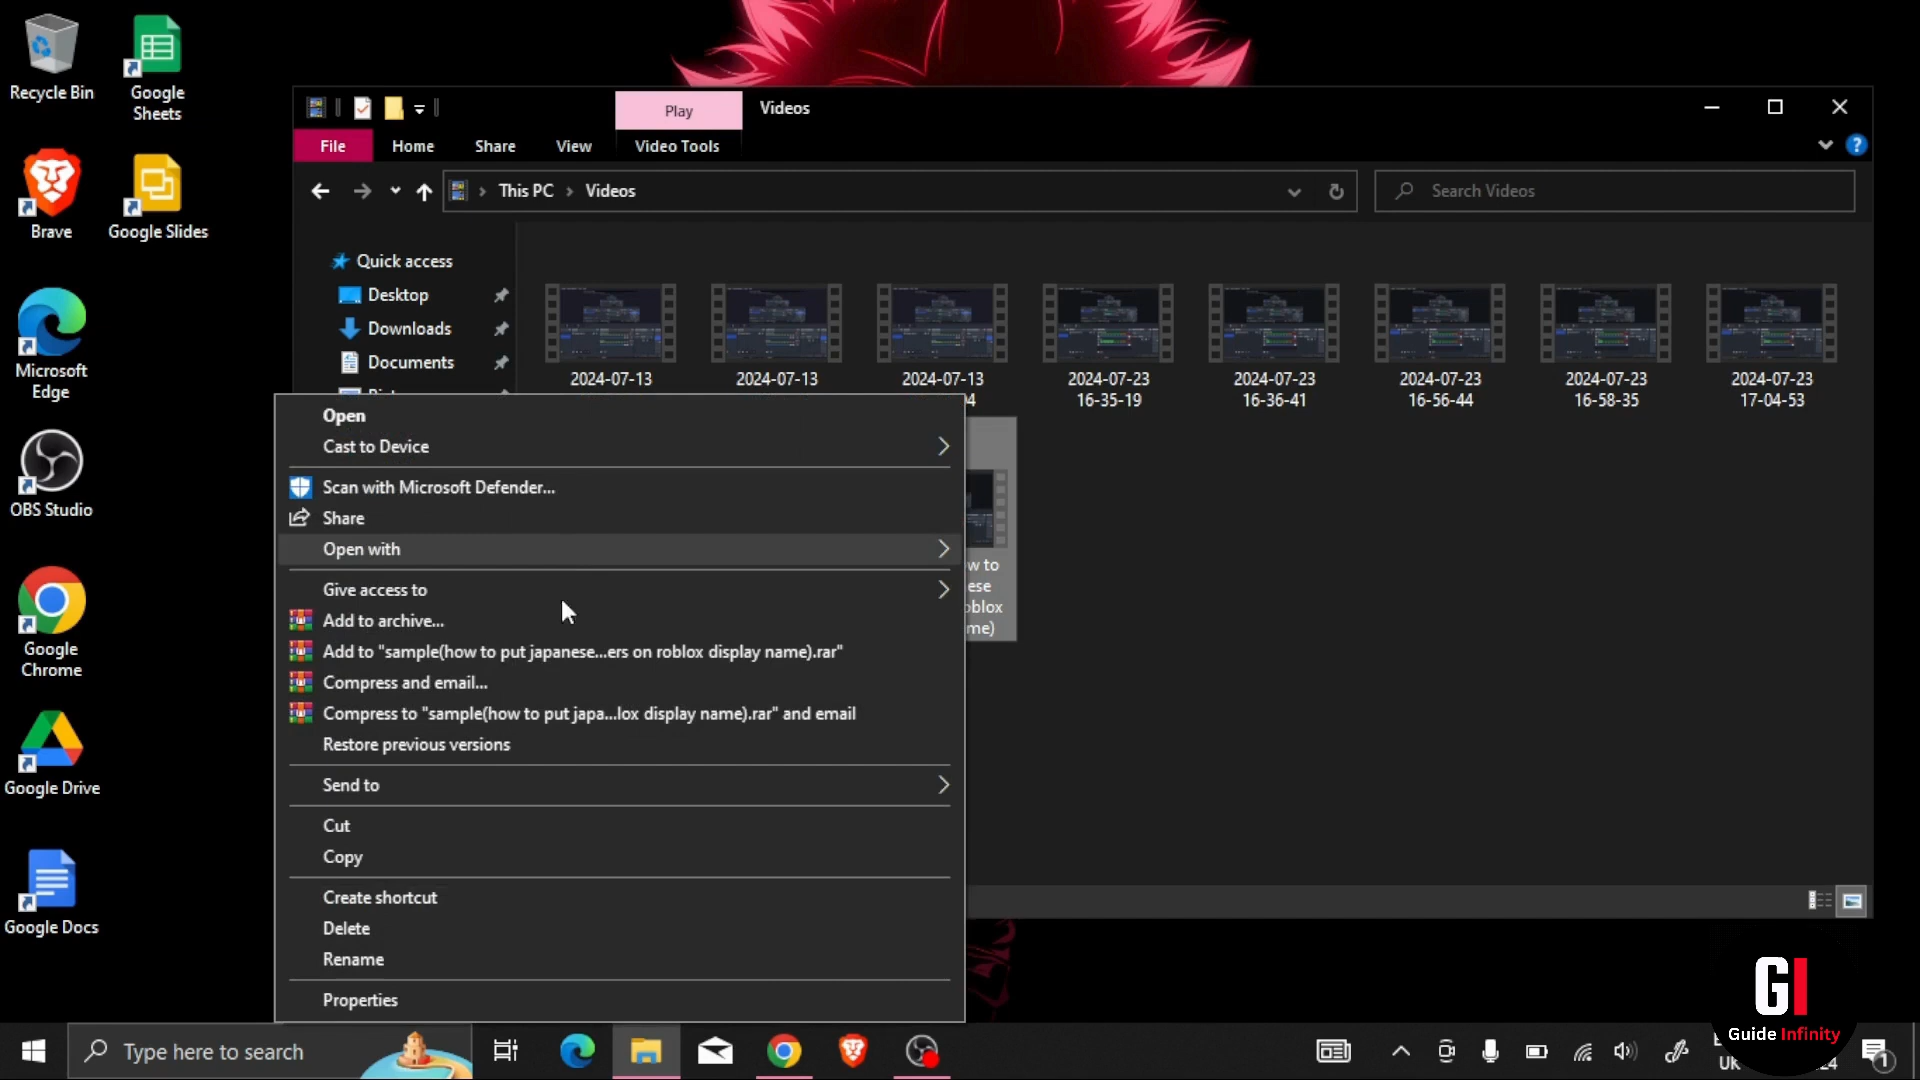 Recycle Bin
Google
Sheets
Brave
Google Slides
Microsoft
Edge
OBS Studio
Google
Chrome
Google Drive
Google Docs
Play
Videos
File
Home
Share
View
Video Tools
This PC
Videos
Search Videos
Quick access
Desktop
Downloads
Documents
2024-07-13
2024-07-13
2024-07-13
4
2024-07-23
16-35-19
2024-07-23
16-36-41
2024-07-23
16-56-44
2024-07-23
16-58-35
2024-07-23
17-04-53
w to
ese
oblox
me)
Open
Cast to Device
Scan with Microsoft Defender...
Share
Open with
Give access to
Add to archive...
Add to "sample(how to put japanese...ers on roblox display name).rar"
Compress and email...
Compress to "sample(how to put japa...lox display name).rar" and email
Restore previous versions
Send to
Cut
Copy
Create shortcut
Delete
Rename
Properties
GI
Guide Infinity
Type here to search
UK
24
1